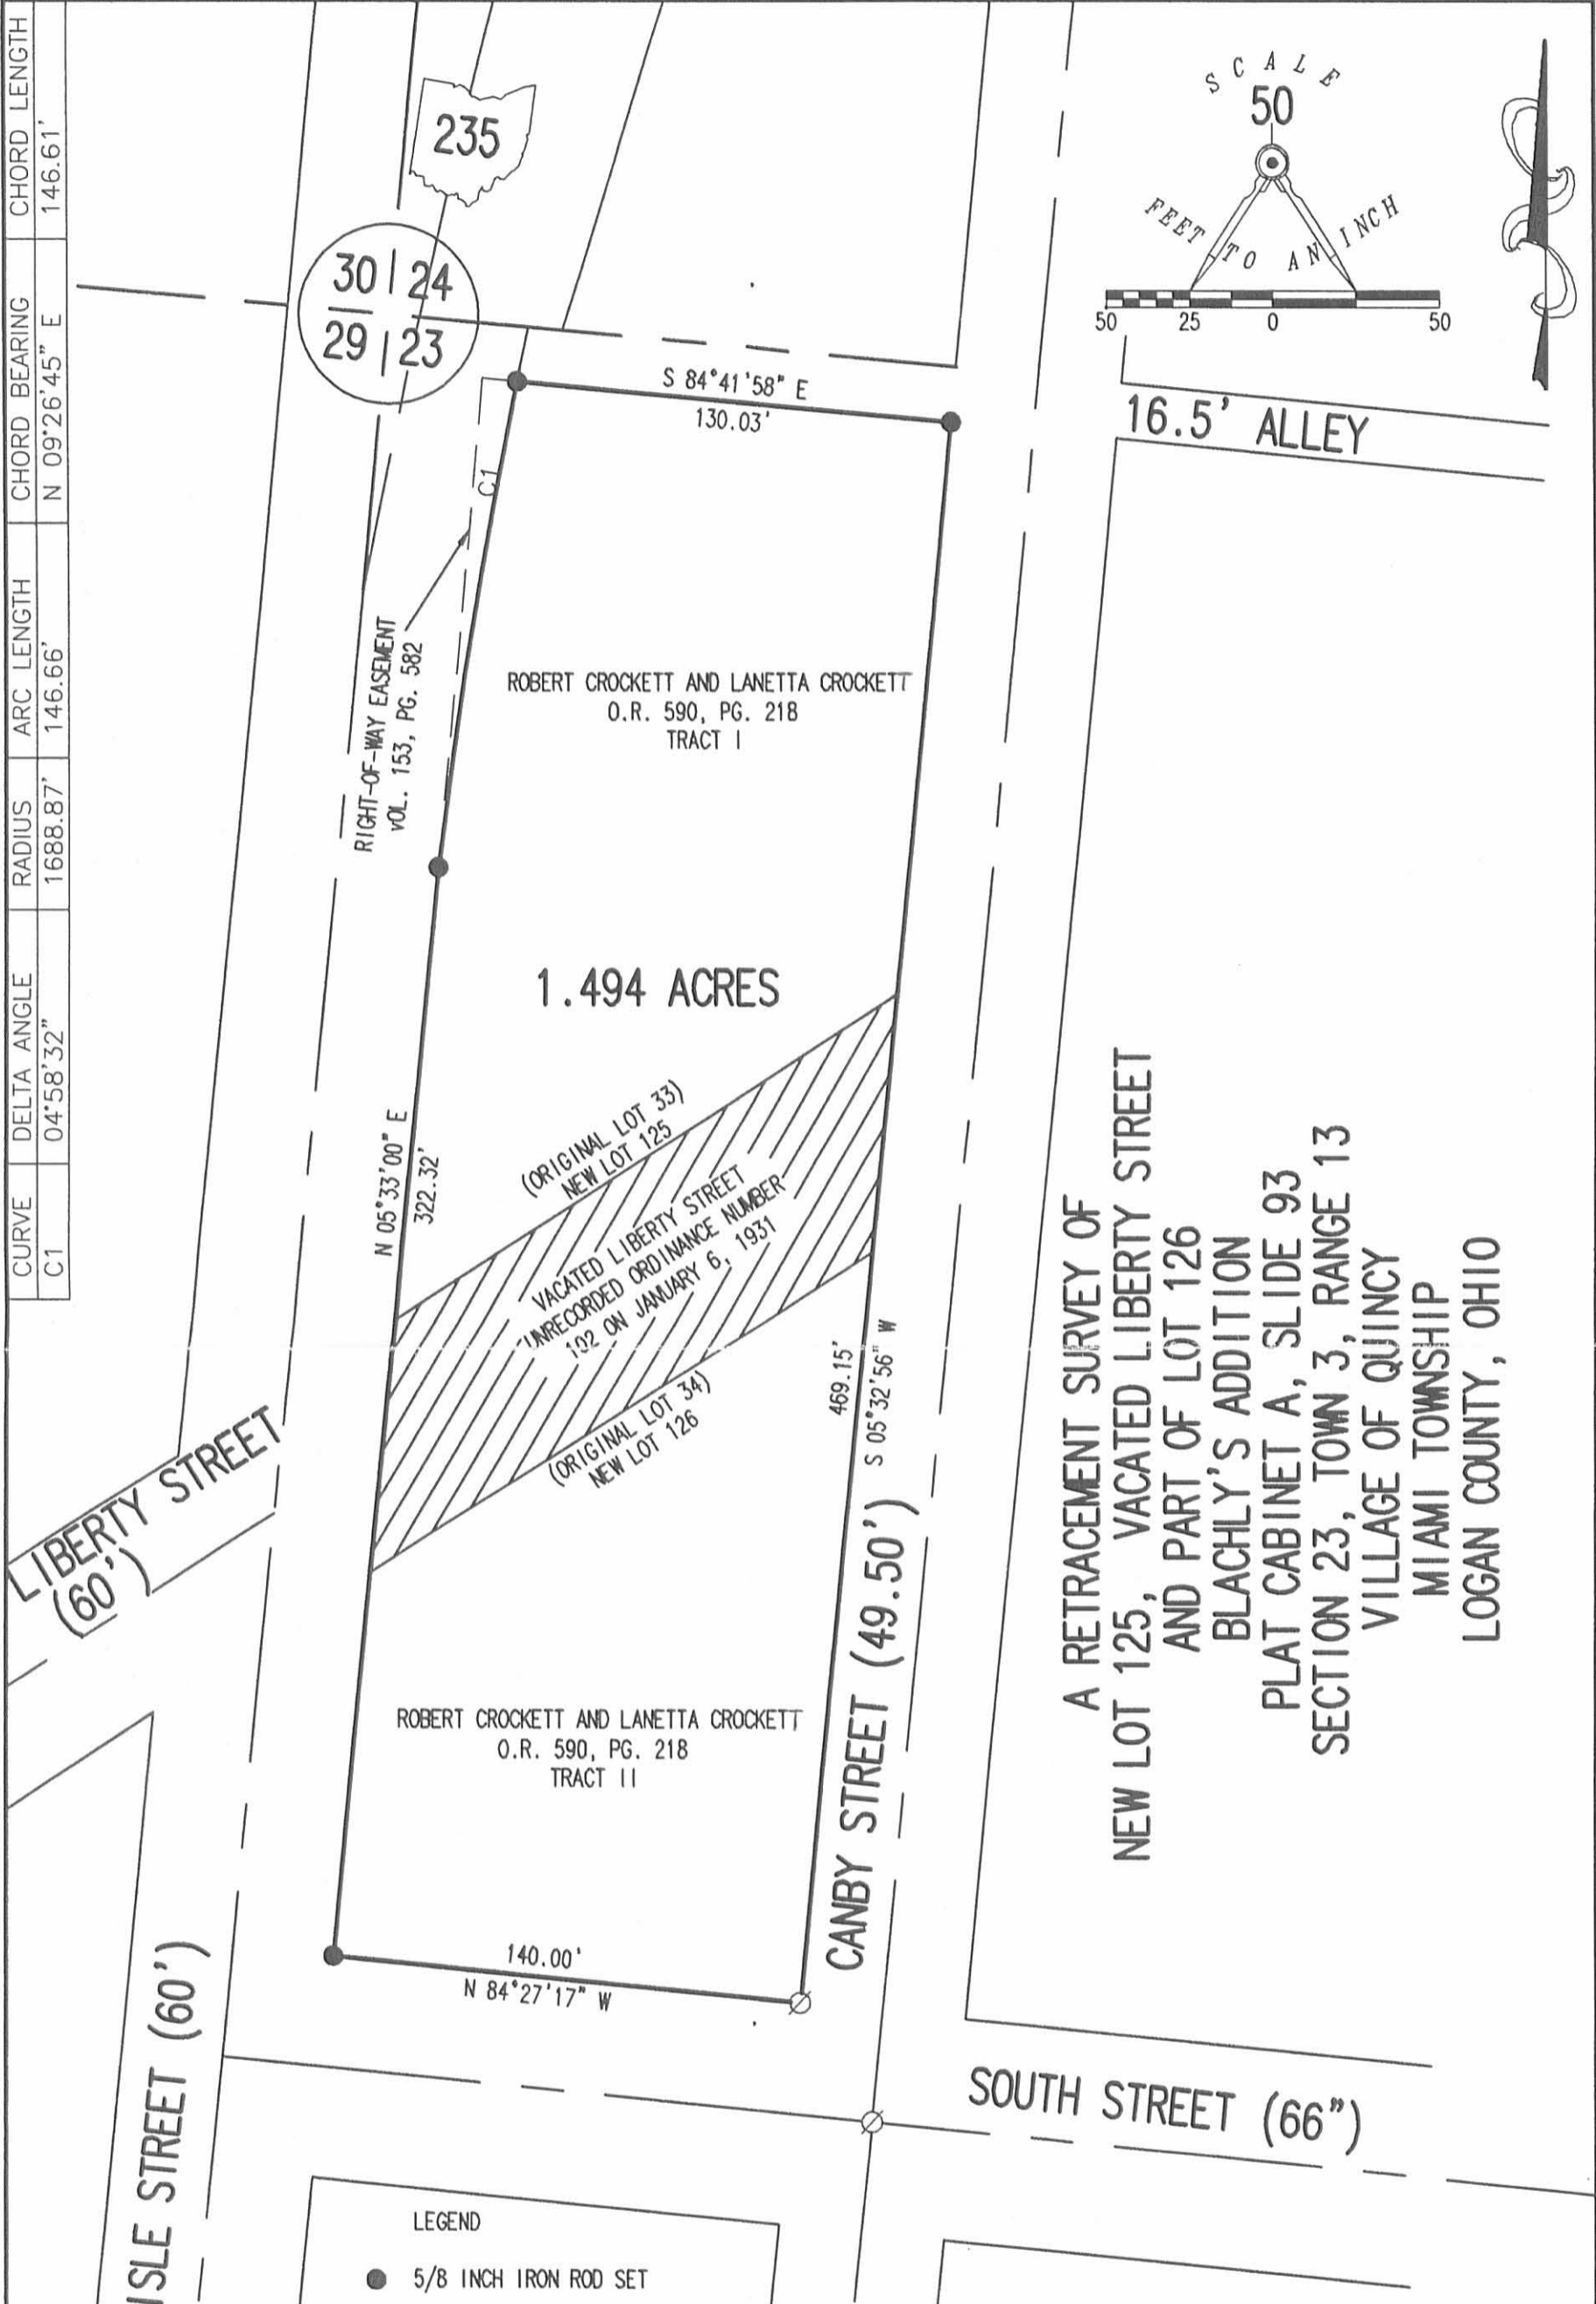 CURVE DELTA ANGLE RADIUS ARC LENGTH CHORD BEARING CHORD LENGTH
C1 04°58'32" 1688.87' 146.66' N 09°26'45" E 146.61'
235
30 24
29 23
SCALE
50
FEET TO AN INCH
50 25 0 50
S 84°41'58" E
130.03'
16.5' ALLEY
C1
RIGHT-OF-WAY EASEMENT
vOL. 153, PG. 582
ROBERT CROCKETT AND LANETTA CROCKETT
O.R. 590, PG. 218
TRACT I
1.494 ACRES
N 05°33'00" E
322.32'
(ORIGINAL LOT 33)
NEW LOT 125
VACATED LIBERTY STREET
UNRECORDED ORDINANCE NUMBER
102 ON JANUARY 6, 1931
(ORIGINAL LOT 34)
NEW LOT 126
469.15'
S 05°32'56" W
LIBERTY STREET
(60')
ROBERT CROCKETT AND LANETTA CROCKETT
O.R. 590, PG. 218
TRACT II
CANBY STREET (49.50')
140.00'
N 84°27'17" W
A RETRACEMENT SURVEY OF
NEW LOT 125, VACATED LIBERTY STREET
AND PART OF LOT 126
BLACHLY'S ADDITION
PLAT CABINET A, SLIDE 93
SECTION 23, TOWN 3, RANGE 13
VILLAGE OF QUINCY
MIAMI TOWNSHIP
LOGAN COUNTY, OHIO
SOUTH STREET (66")
ISLE STREET (60')
LEGEND
5/8 INCH IRON ROD SET